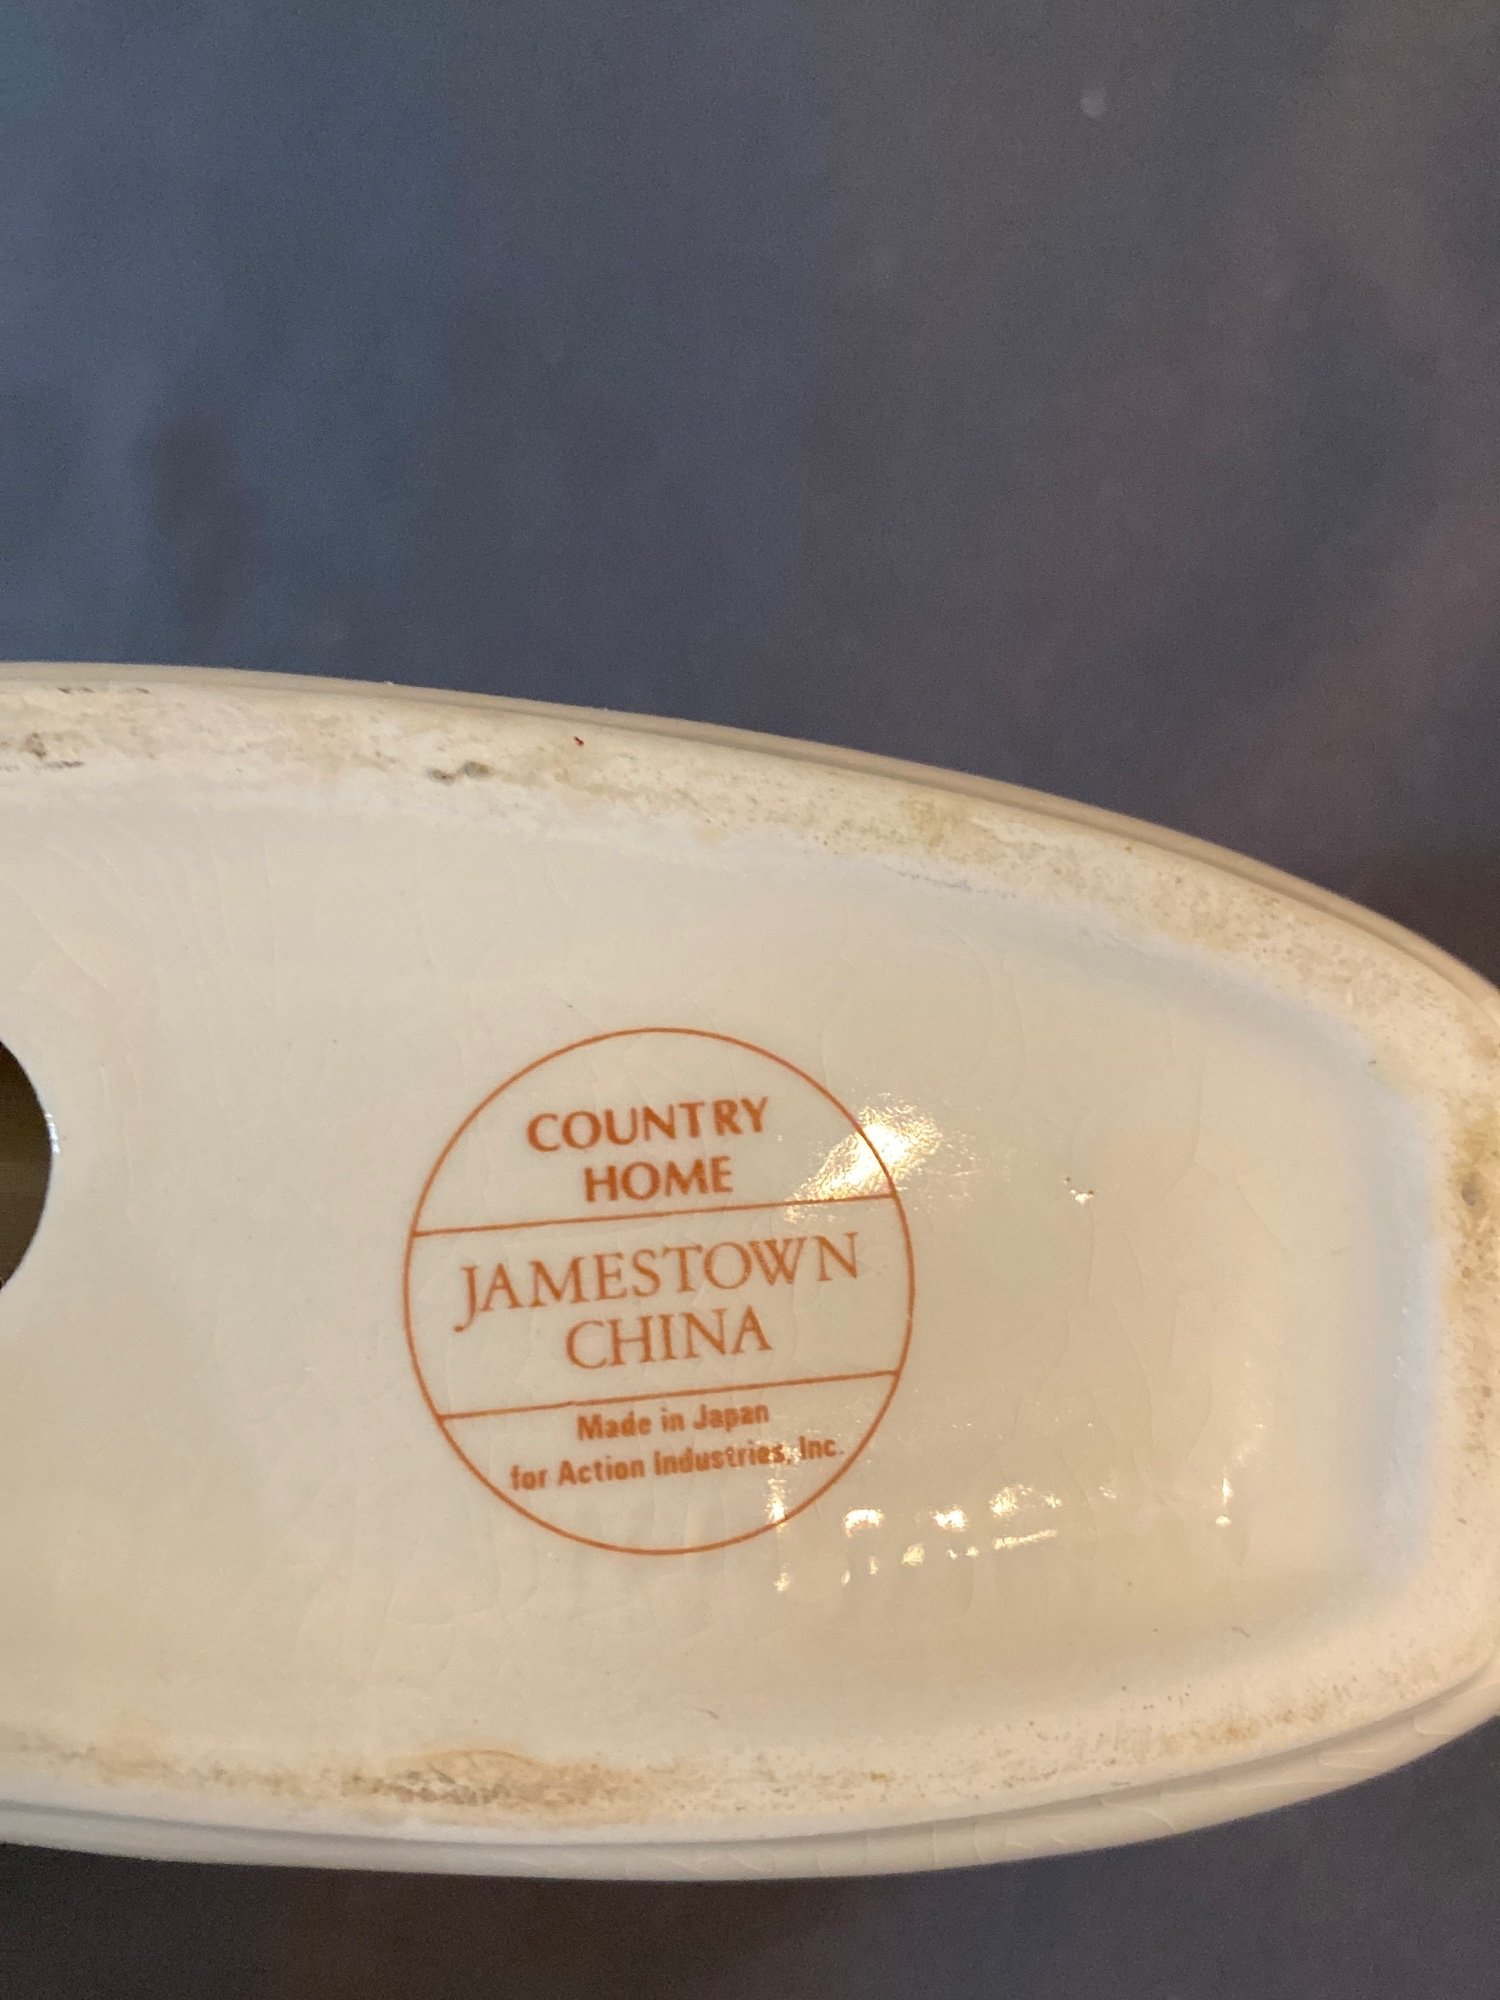 COUNTRY
HOME
JAMESTOWN
CHINA
Made in Japan
for Action Industries, Inc.